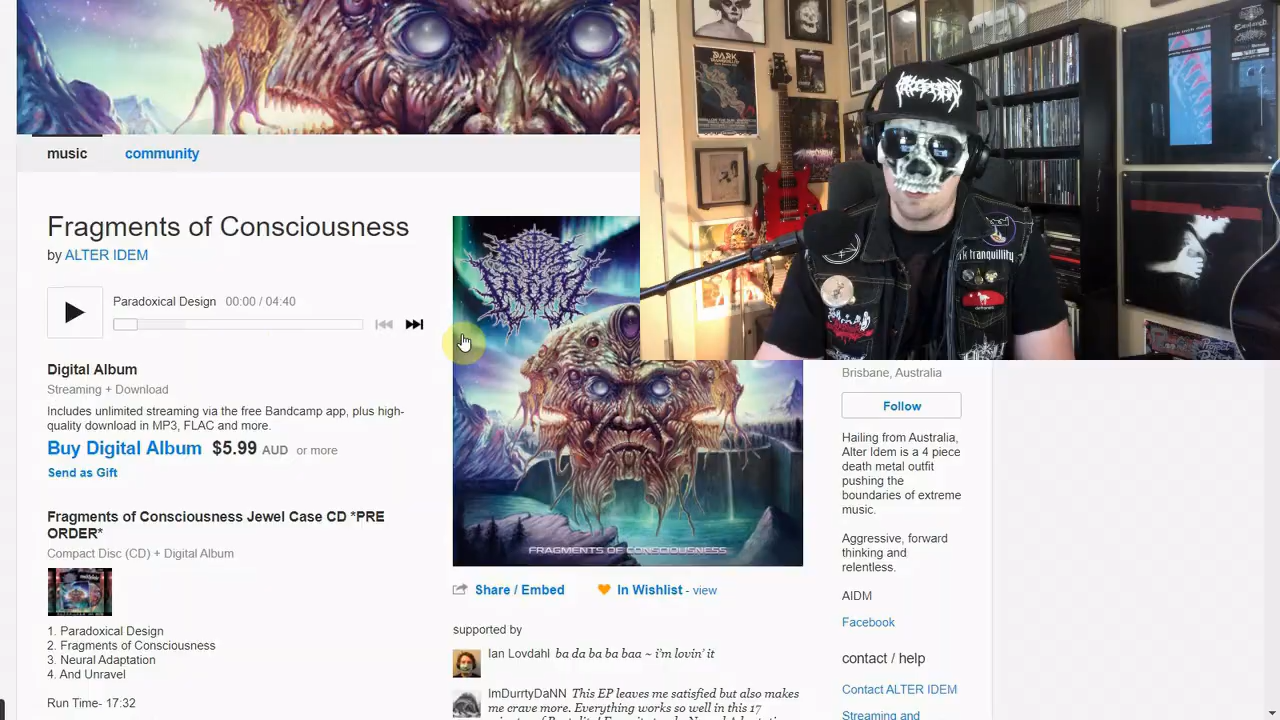 music
community
Fragments of Consciousness
by ALTER IDEM
Paradoxical Design 00:00 / 04:40
Digital Album
Streaming + Download
Includes unlimited streaming via the free Bandcamp app, plus high-
quality download in MP3, FLAC and more.
Buy Digital Album $5.99 AUD or more
Send as Gift
Fragments of Consciousness Jewel Case CD *PRE
ORDER*
Compact Disc (CD) + Digital Album
1. Paradoxical Design
2. Fragments of Consciousness
3. Neural Adaptation
4. And Unravel
Run Time- 17:32
FRAGMENTS OF CONSCIOUSNESS
Share / Embed
In Wishlist - view
supported by
Ian Lovdahl ba da ba ba baa ~ i'm lovin' it
ImDurrtyDaNN This EP leaves me satisfied but also makes
me crave more. Everything works so well in this 17
DARK
TRANQUILLITY
rk tranquillity
Brisbane, Australia
Follow
Hailing from Australia,
Alter Idem is a 4 piece
death metal outfit
pushing the
boundaries of extreme
music.
Aggressive, forward
thinking and
relentless.
AIDM
Facebook
contact / help
Contact ALTER IDEM
Streaming and